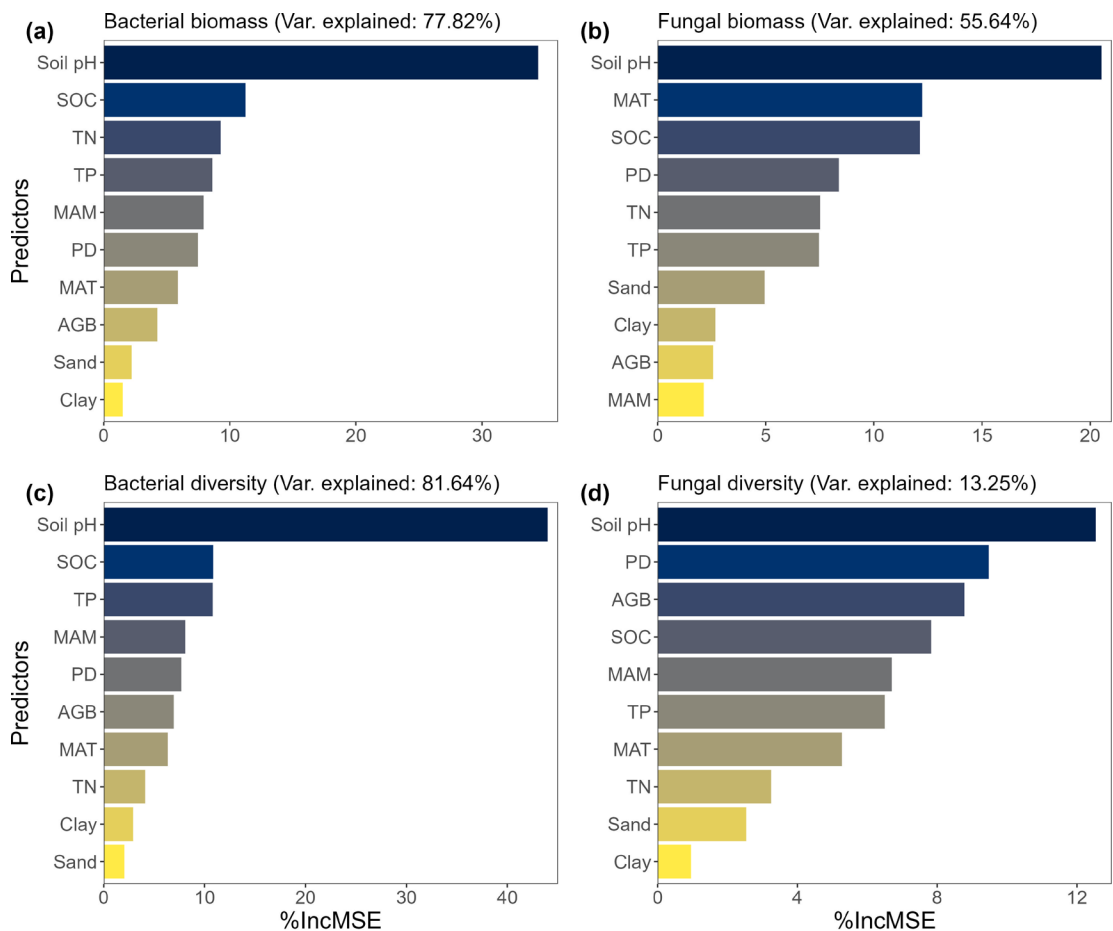 (a) Bacterial biomass (Var. explained: 77.82%)
Predictors
Soil pH
SOC
TN
TP
MAM
PD
MAT
AGB
Sand
Clay
0 10 20 30
(b) Fungal biomass (Var. explained: 55.64%)
Soil pH
MAT
SOC
PD
TN
TP
Sand
Clay
AGB
MAM
0 5 10 15 20
(c) Bacterial diversity (Var. explained: 81.64%)
Predictors
Soil pH
SOC
TP
MAM
PD
AGB
MAT
TN
Clay
Sand
0 10 20 30 40
%IncMSE
(d) Fungal diversity (Var. explained: 13.25%)
Soil pH
PD
AGB
SOC
MAM
TP
MAT
TN
Sand
Clay
0 4 8 12
%IncMSE